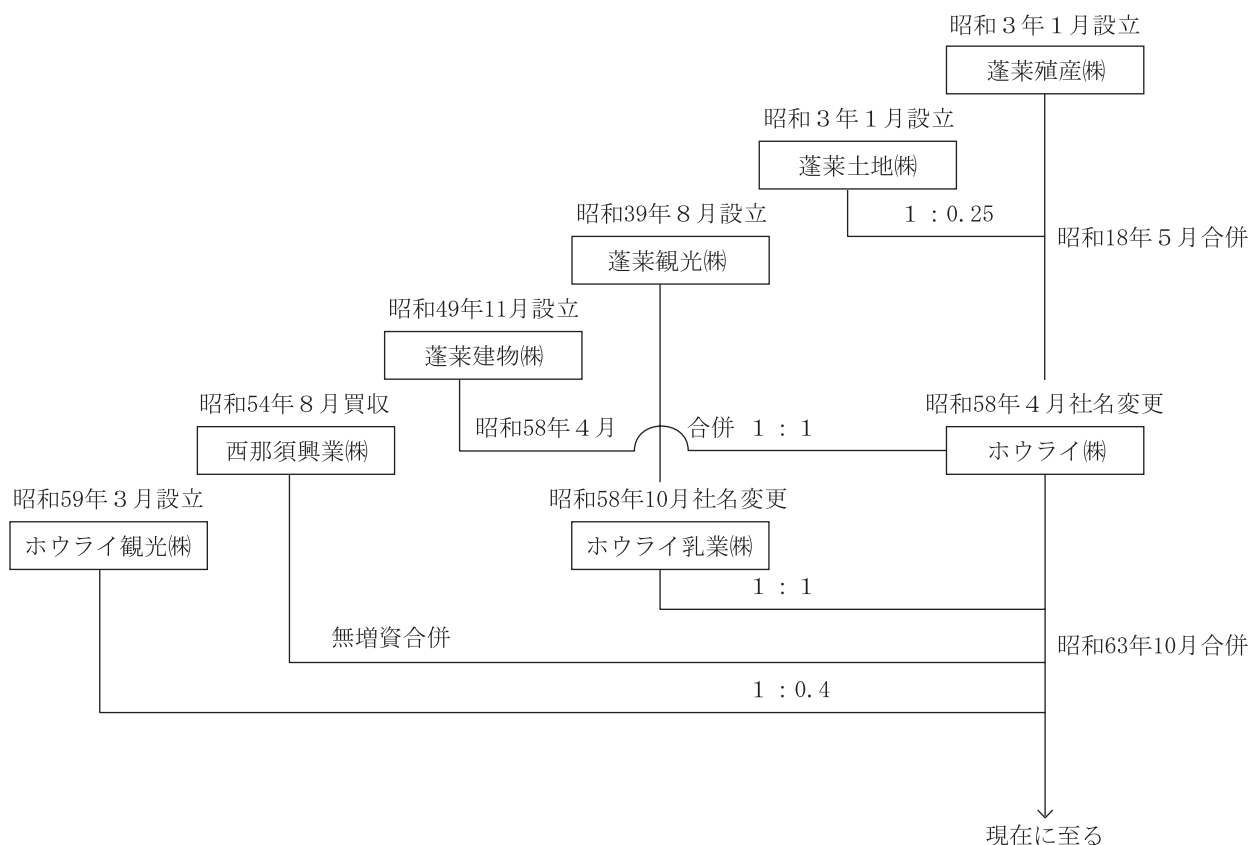 昭和３年１月設立
蓬莱殖産㈱
昭和３年１月設立
蓬莱土地㈱
１：0.25
昭和18年５月合併
昭和39年８月設立
蓬莱観光㈱
昭和49年11月設立
蓬莱建物㈱
昭和54年８月買収
西那須興業㈱
昭和58年４月 合併 １：１
昭和58年４月社名変更
ホウライ㈱
昭和59年３月設立
ホウライ観光㈱
昭和58年10月社名変更
ホウライ乳業㈱
１：１
無増資合併
昭和63年10月合併
１：0.4
現在に至る